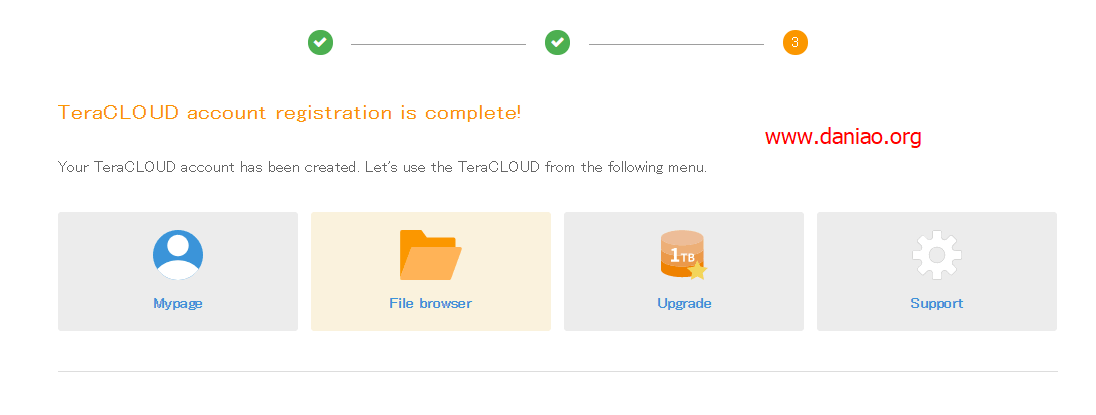 3
TeraCLOUD account registration is complete!
www.daniao.org
Your TeraCLOUD account has been created. Let's use the TeraCLOUD from the following menu.
Mypage
File browser
1TB
Upgrade
Support